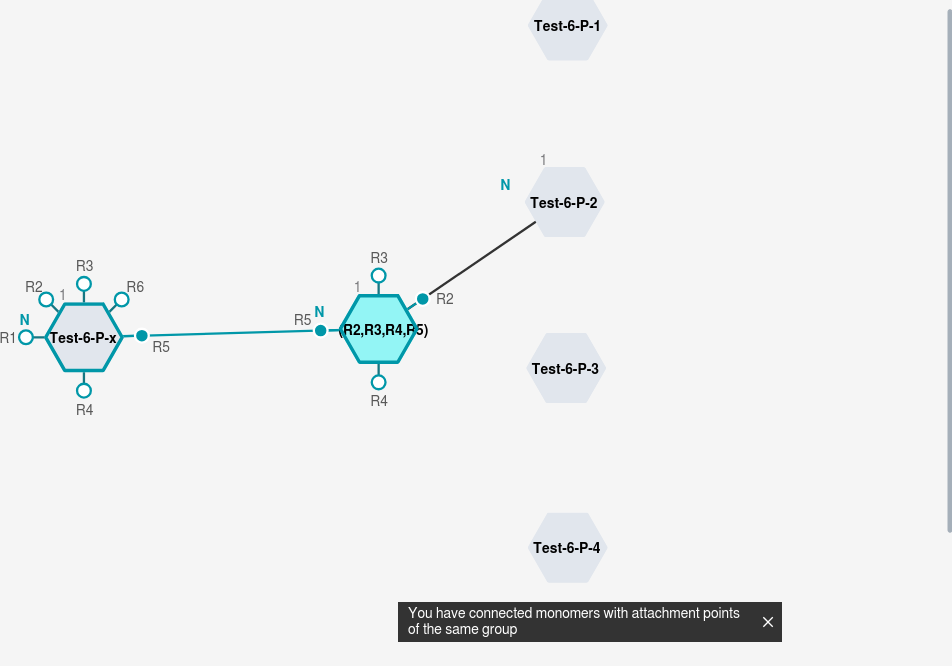 Test-6-P-1
1
N
Test-6-P-2
R3
R3
R2
1
R6
1
R2
N
N
R5
(R2,R3,R4,R5)
R1
Test-6-P-x
R5
Test-6-P-3
R4
R4
Test-6-P-4
You have connected monomers with attachment points
of the same group